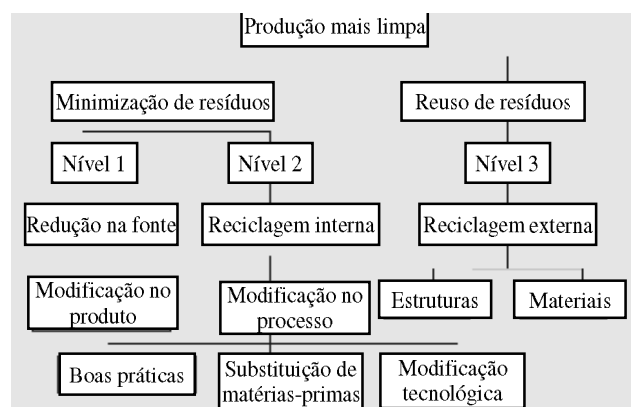 Produção mais limpa
Minimização de resíduos
Reuso de resíduos
Nível 1
Nível 2
Nível 3
Redução na fonte
Reciclagem interna
Reciclagem externa
Modificação no
produto
Modificação no
processo
Estruturas
Materiais
Boas práticas
Substituição de
matérias-primas
Modificação
tecnológica